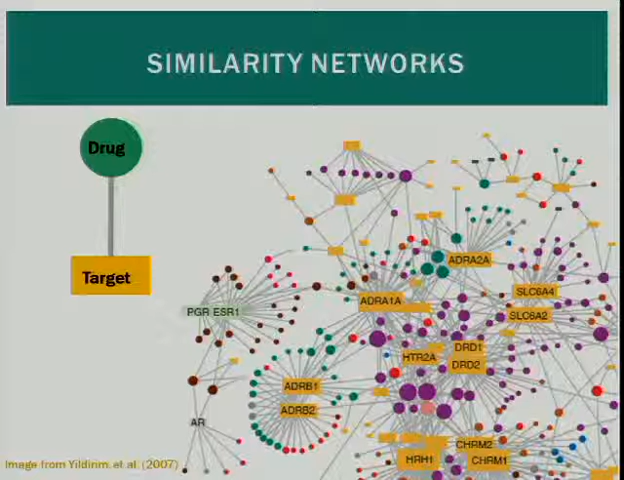 SIMILARITY NETWORKS
Drug
Target
ADRA2A
SLC6A4
ADRA1A
PGR ESR1
SLC6A2
DRD1
HTR2A
DRD2
ADRB1
ADRB2
AR
CHRM2
HRH1
CHRM1
Image from Yildirim. et. al. (2007)